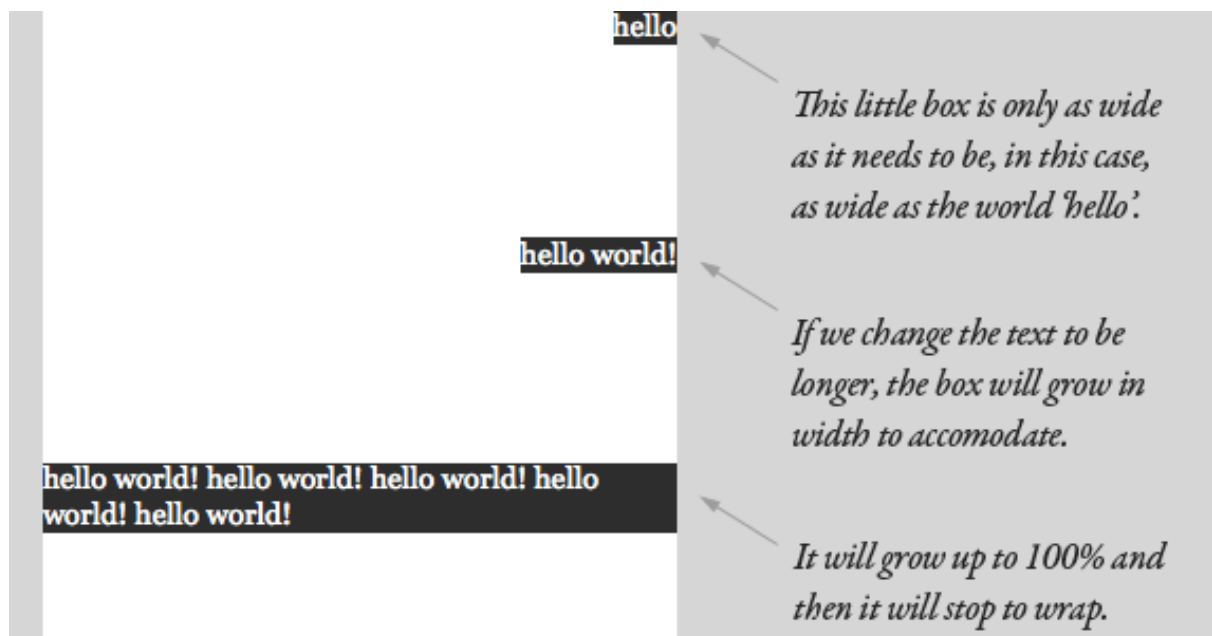 hello
This little box is only as wide
as it needs to be, in this case,
as wide as the world ‘hello’.
hello world!
If we change the text to be
longer, the box will grow in
width to accomodate.
hello world! hello world! hello world! hello
world! hello world!
It will grow up to 100% and
then it will stop to wrap.